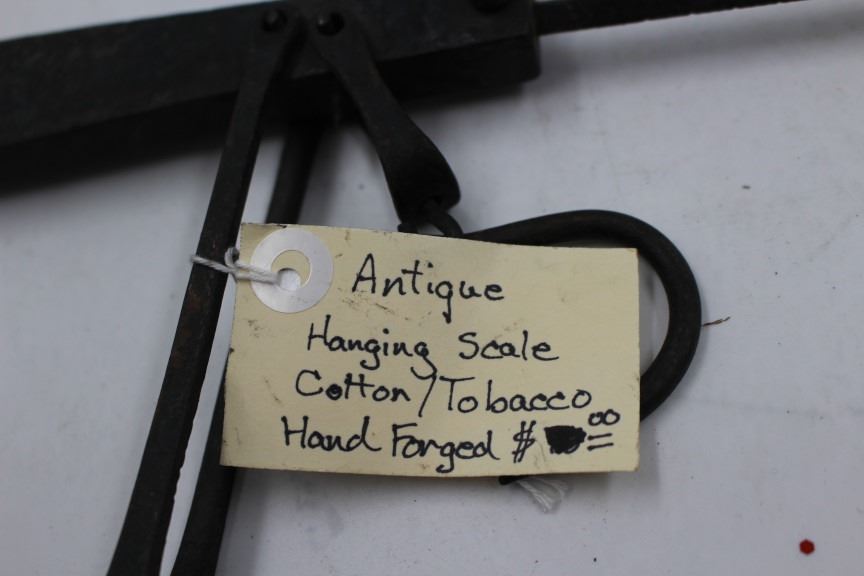 Antique
Hanging Scale
Cotton/Tobacco
Hand Forged $ 00